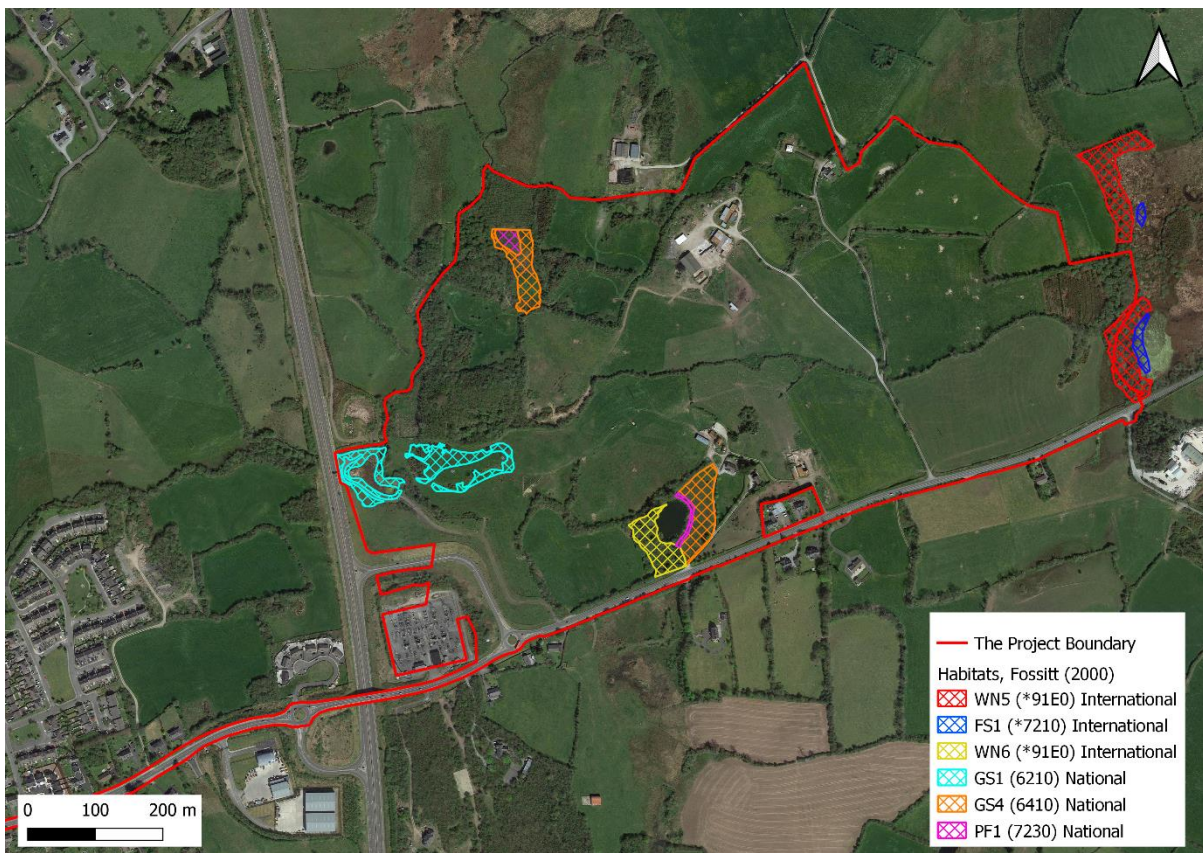 The Project Boundary
Habitats, Fossitt (2000)
WN5 (*91E0) International
FS1 (*7210) International
WN6 (*91E0) International
GS1 (6210) National
GS4 (6410) National
PF1 (7230) National
0 100 200 m